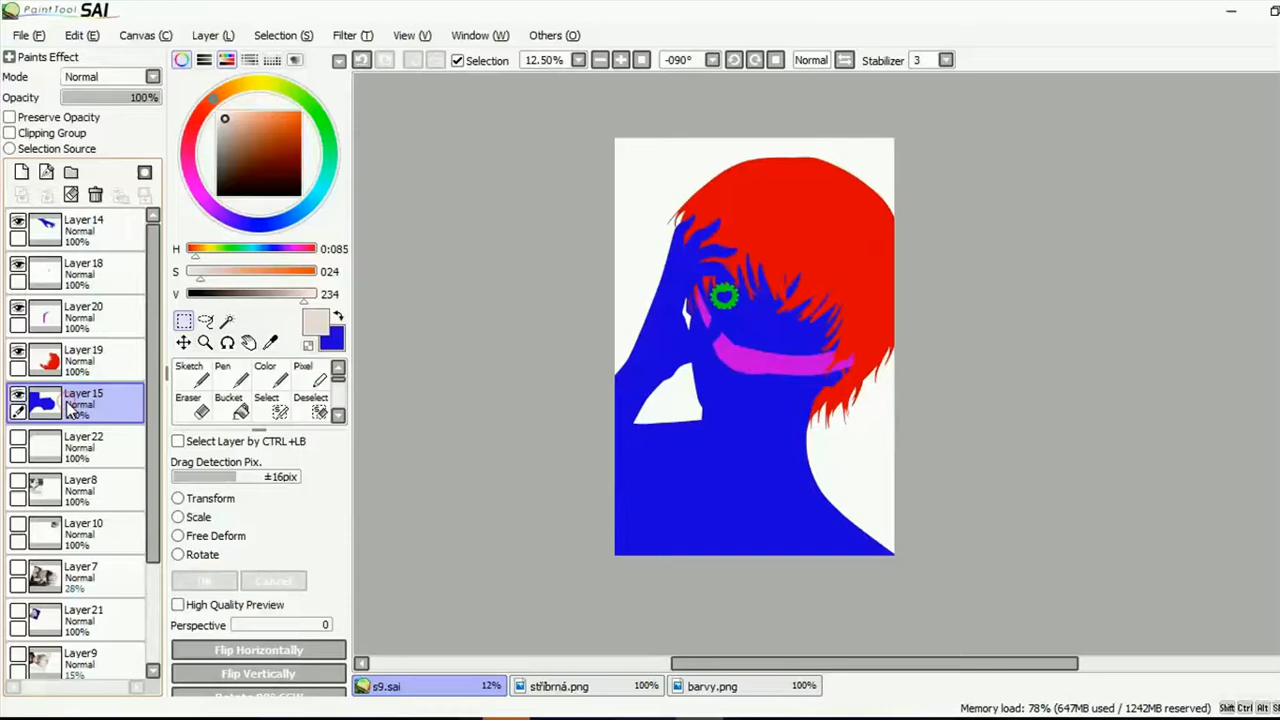 PaintTool SAI
File (F) Edit (E) Canvas (C) Layer (L) Selection (S) Filter (T) View (V) Window (W) Others (O)
Paints Effect
Mode Normal
Opacity 100%
Preserve Opacity
Clipping Group
Selection Source
Selection 12.50% -090° Normal Stabilizer 3
Layer14
Normal
100%
Layer18
Normal
100%
Layer20
Normal
100%
Layer19
Normal
100%
Layer15
Normal
Layer22
Normal
100%
Layer8
Normal
100%
Layer10
Normal
100%
Layer7
Normal
28%
Layer21
Normal
100%
Layer9
Normal
15%
H 0:085
S 024
V 234
Sketch Pen Color Pixel
Eraser Bucket Select Deselect
Select Layer by CTRL+LB
Drag Detection Pix.
±16pix
Transform
Scale
Free Deform
Rotate
Cancel
High Quality Preview
Perspective 0
Flip Horizontally
Flip Vertically
s9.sai 12% stříbrná.png 100% barvy.png 100%
Memory load: 78% (647MB used / 1242MB reserved) Shift Ctrl Alt